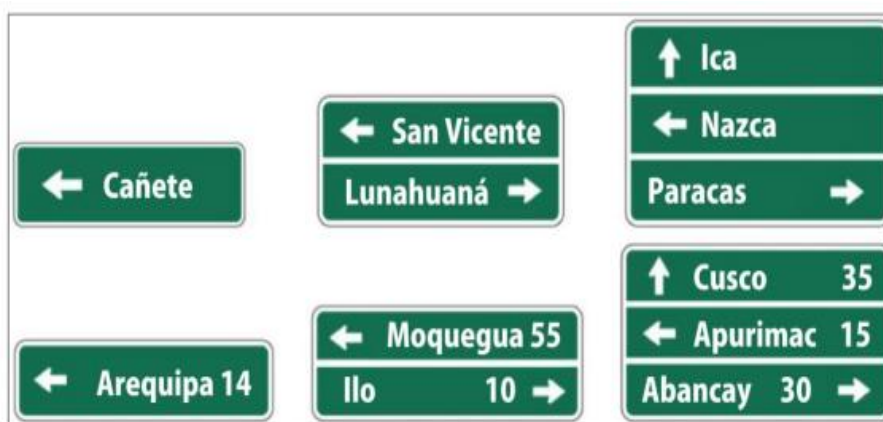 Cañete
San Vicente
Lunahuaná
Ica
Nazca
Paracas
Arequipa 14
Moquegua 55
Ilo 10
Cusco 35
Apurimac 15
Abancay 30